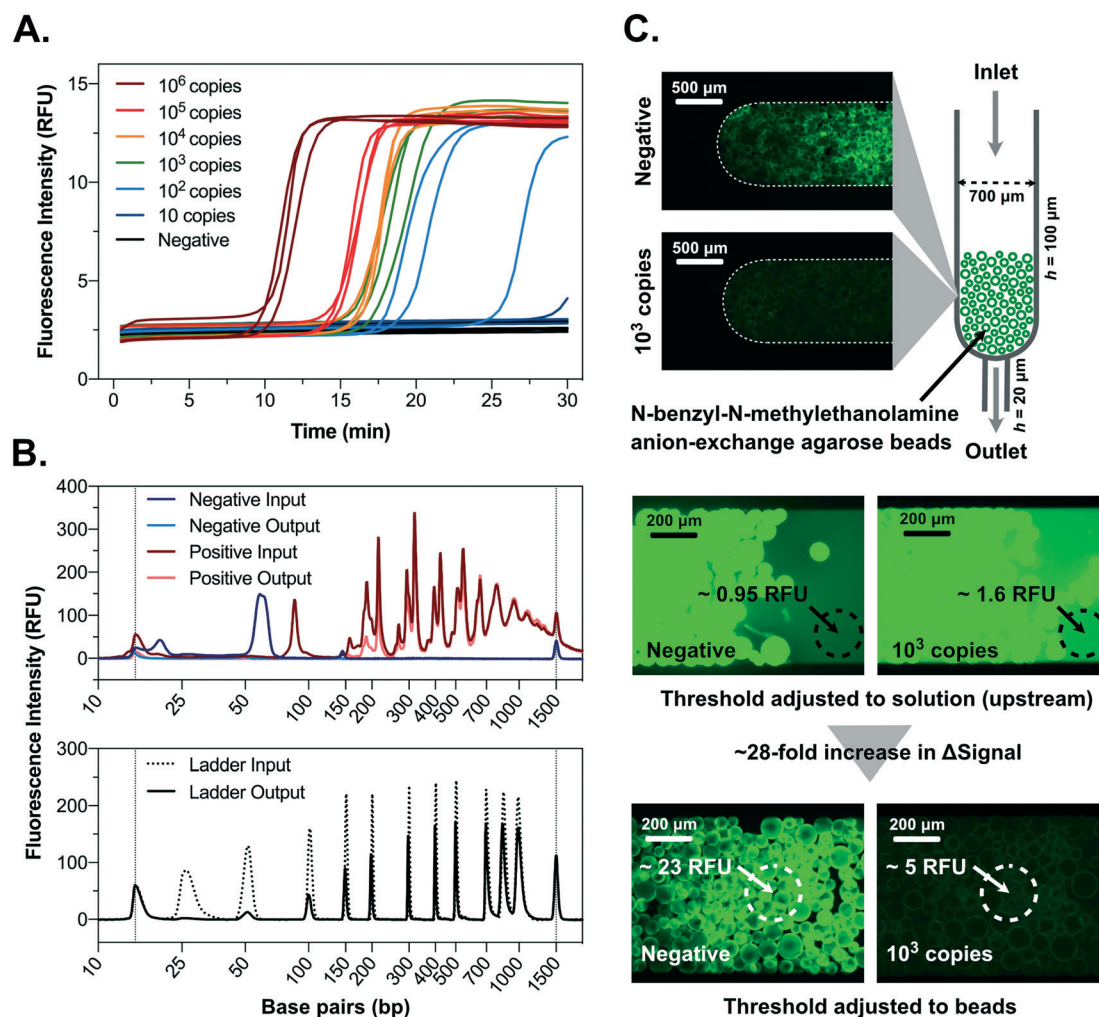 A.
Fluorescence Intensity (RFU)
15
10
5
0
10⁶ copies
10⁵ copies
10⁴ copies
10³ copies
10² copies
10 copies
Negative
0 5 10 15 20 25 30
Time (min)
B.
Fluorescence Intensity (RFU)
400
300
200
100
0
Negative Input
Negative Output
Positive Input
Positive Output
10 25 50 100 150 200 300 400 500 700 1000 1500
300
200
100
0
Ladder Input
Ladder Output
10 25 50 100 150 200 300 400 500 700 1000 1500
Base pairs (bp)
C.
Negative
500 µm
10³ copies
500 µm
Inlet
700 µm
h = 100 µm
h = 20 µm
N-benzyl-N-methylethanolamine
anion-exchange agarose beads
Outlet
200 µm
~ 0.95 RFU
Negative
200 µm
~ 1.6 RFU
10³ copies
Threshold adjusted to solution (upstream)
~28-fold increase in ΔSignal
200 µm
~ 23 RFU
Negative
200 µm
~ 5 RFU
10³ copies
Threshold adjusted to beads